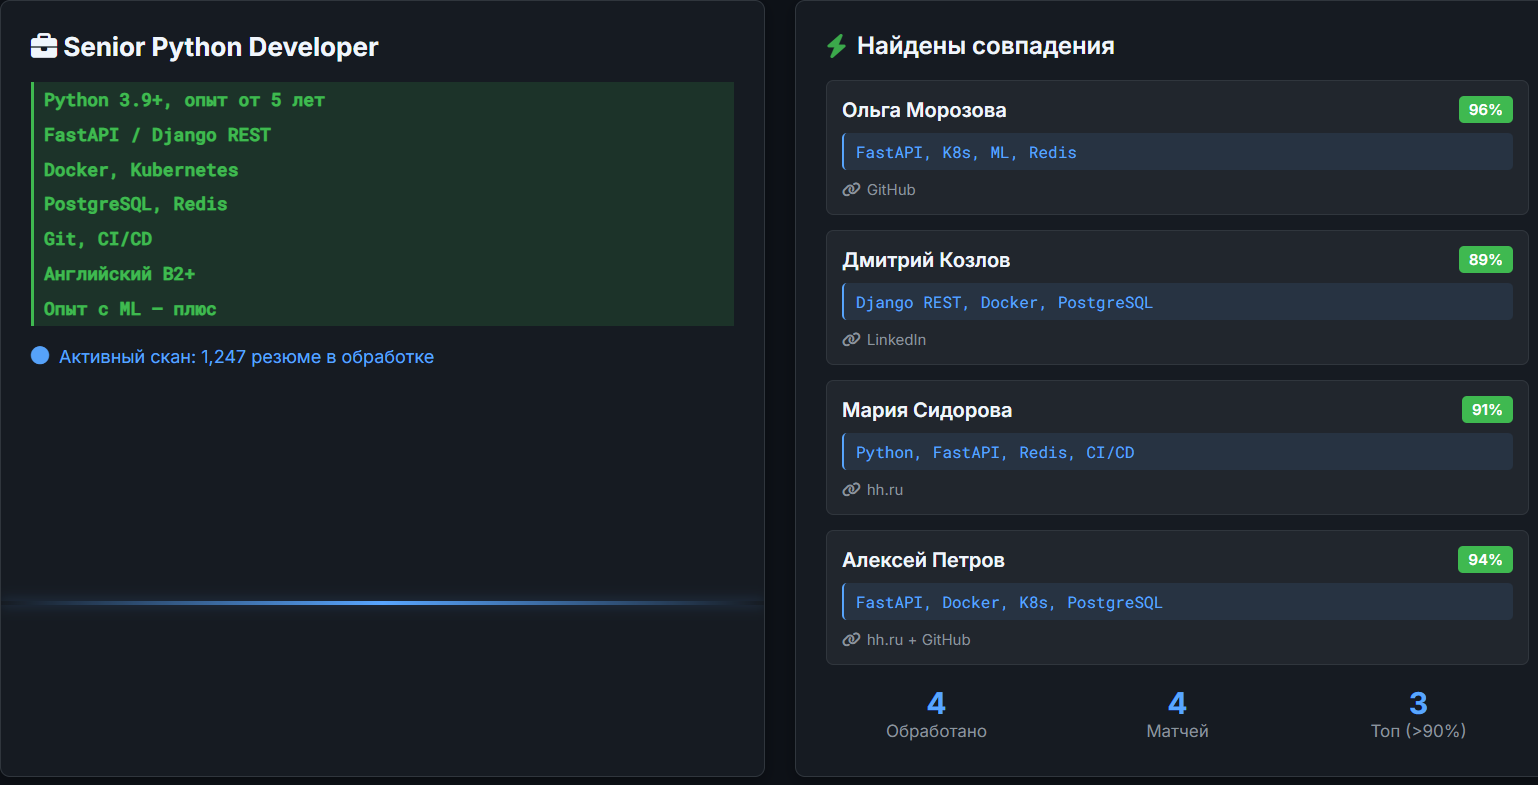 Senior Python Developer
Python 3.9+, опыт от 5 лет
FastAPI / Django REST
Docker, Kubernetes
PostgreSQL, Redis
Git, CI/CD
Английский B2+
Опыт с ML — плюс
Активный скан: 1,247 резюме в обработке
Найдены совпадения
Ольга Морозова
96%
FastAPI, K8s, ML, Redis
GitHub
Дмитрий Козлов
89%
Django REST, Docker, PostgreSQL
LinkedIn
Мария Сидорова
91%
Python, FastAPI, Redis, CI/CD
hh.ru
Алексей Петров
94%
FastAPI, Docker, K8s, PostgreSQL
hh.ru + GitHub
4
Обработано
4
Матчей
3
Топ (>90%)